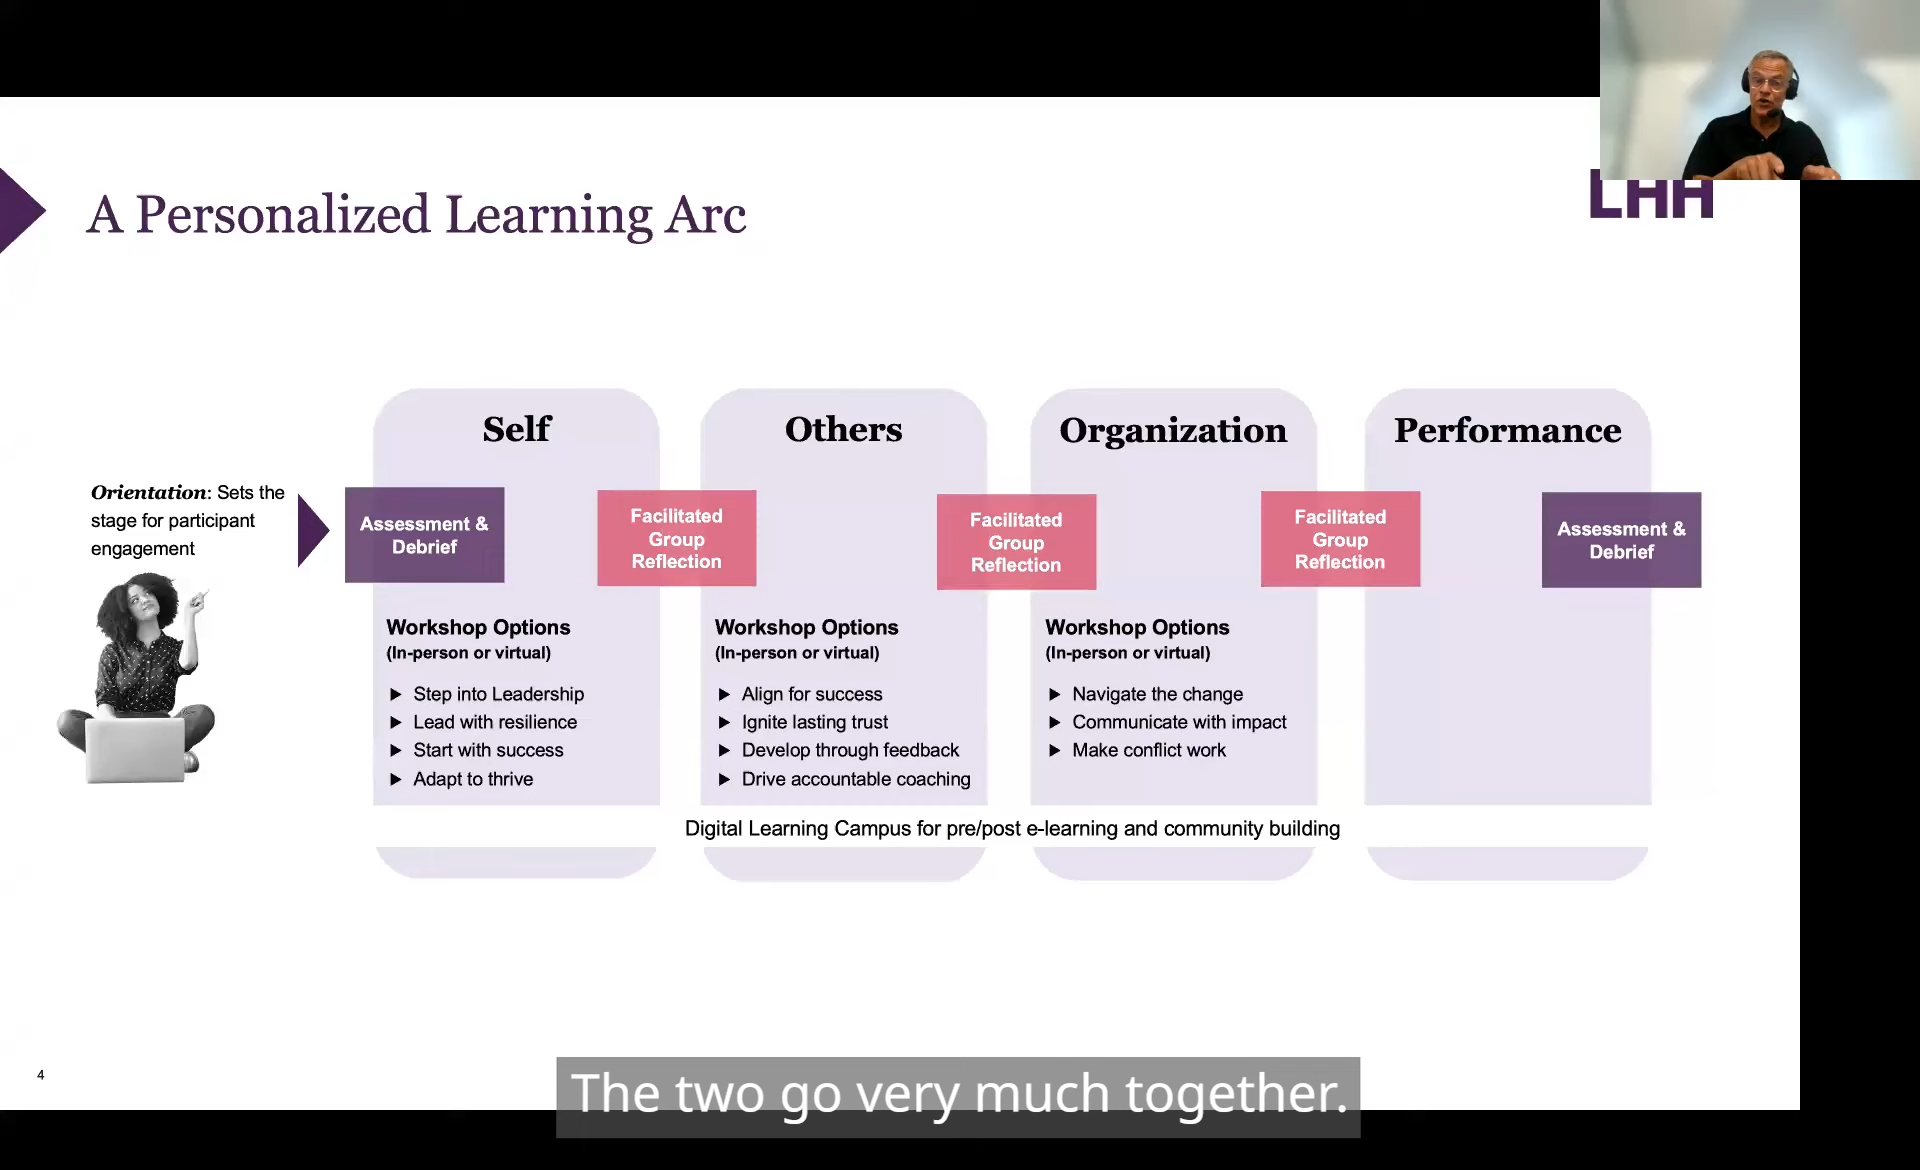 A Personalized Learning Arc
LHH
Orientation: Sets the
stage for participant
engagement
Self
Assessment &
Debrief
Facilitated
Group
Reflection
Workshop Options
(In-person or virtual)
Step into Leadership
Lead with resilience
Start with success
Adapt to thrive
Others
Facilitated
Group
Reflection
Workshop Options
(In-person or virtual)
Align for success
Ignite lasting trust
Develop through feedback
Drive accountable coaching
Organization
Facilitated
Group
Reflection
Workshop Options
(In-person or virtual)
Navigate the change
Communicate with impact
Make conflict work
Performance
Assessment &
Debrief
Digital Learning Campus for pre/post e-learning and community building
4
The two go very much together.